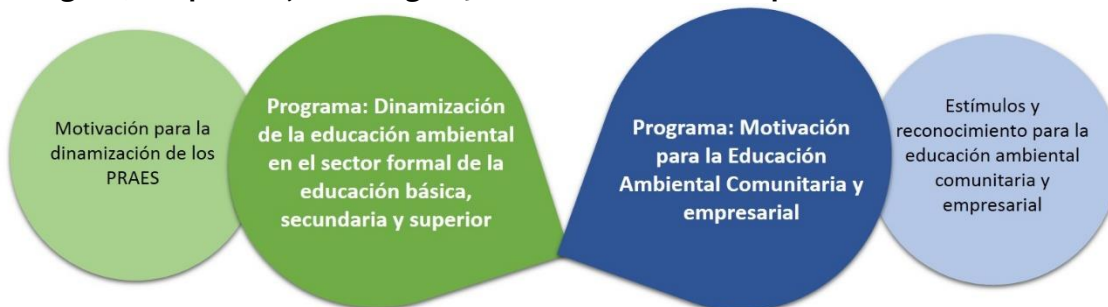 Motivación para la
dinamización de los
PRAES
Programa: Dinamización
de la educación ambiental
en el sector formal de la
educación básica,
secundaria y superior
Programa: Motivación
para la Educación
Ambiental Comunitaria y
empresarial
Estímulos y
reconocimiento para la
educación ambiental
comunitaria y
empresarial